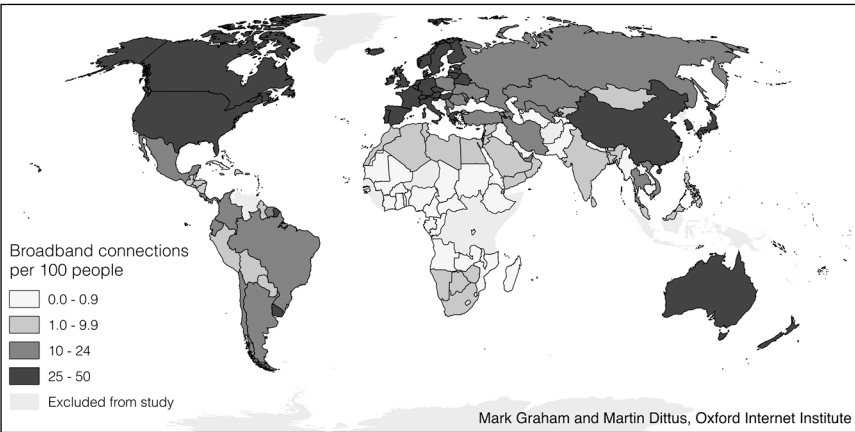 Broadband connections
per 100 people
0.0 - 0.9
1.0 - 9.9
10 - 24
25 - 50
Excluded from study
Mark Graham and Martin Dittus, Oxford Internet Institute